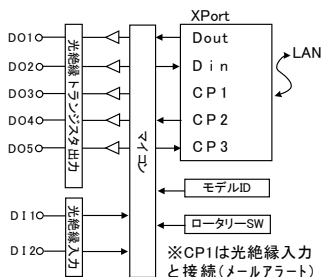 XPort
DO1
DO2
DO3
DO4
DO5
光絶縁トランジスタ出力
DI1
DI2
光絶縁入力
マイコン
Dout
Din
CP1
CP2
CP3
LAN
モデルID
ロータリーSW
※CP1は光絶縁入力
と接続(メールアラート)